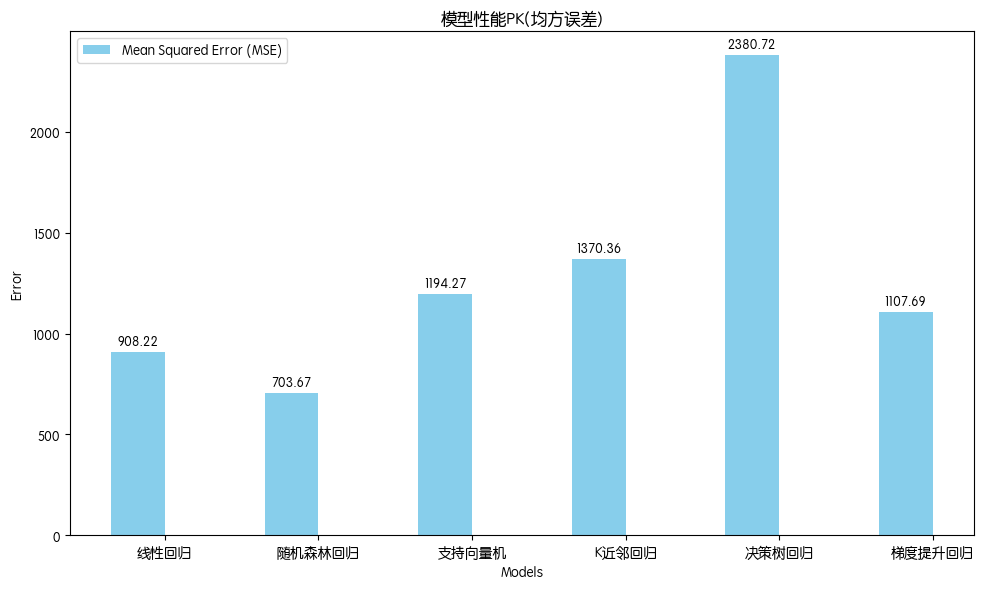 模型性能PK(均方误差)
Mean Squared Error (MSE)
2380.72
2000
1500
1370.36
1194.27
1107.69
1000
908.22
703.67
500
0
Error
线性回归 随机森林回归 支持向量机 K近邻回归 决策树回归 梯度提升回归
Models